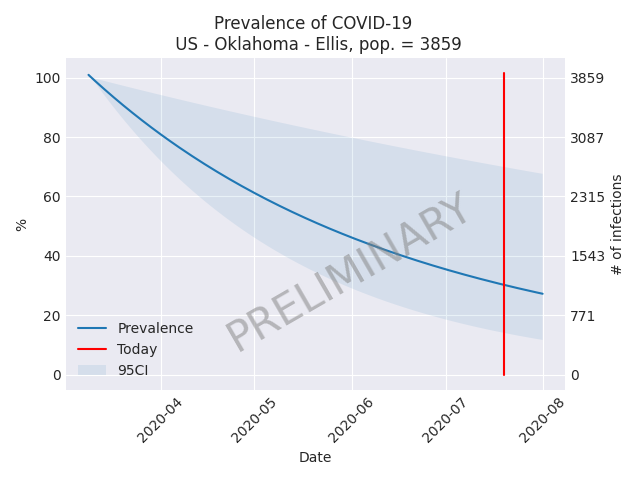 Prevalence of COVID-19
US - Oklahoma - Ellis, pop. = 3859
100
80
60
40
20
0
%
3859
3087
2315
1543
771
0
# of infections
PRELIMINARY
Prevalence
Today
95CI
2020-04
2020-05
2020-06
2020-07
2020-08
Date